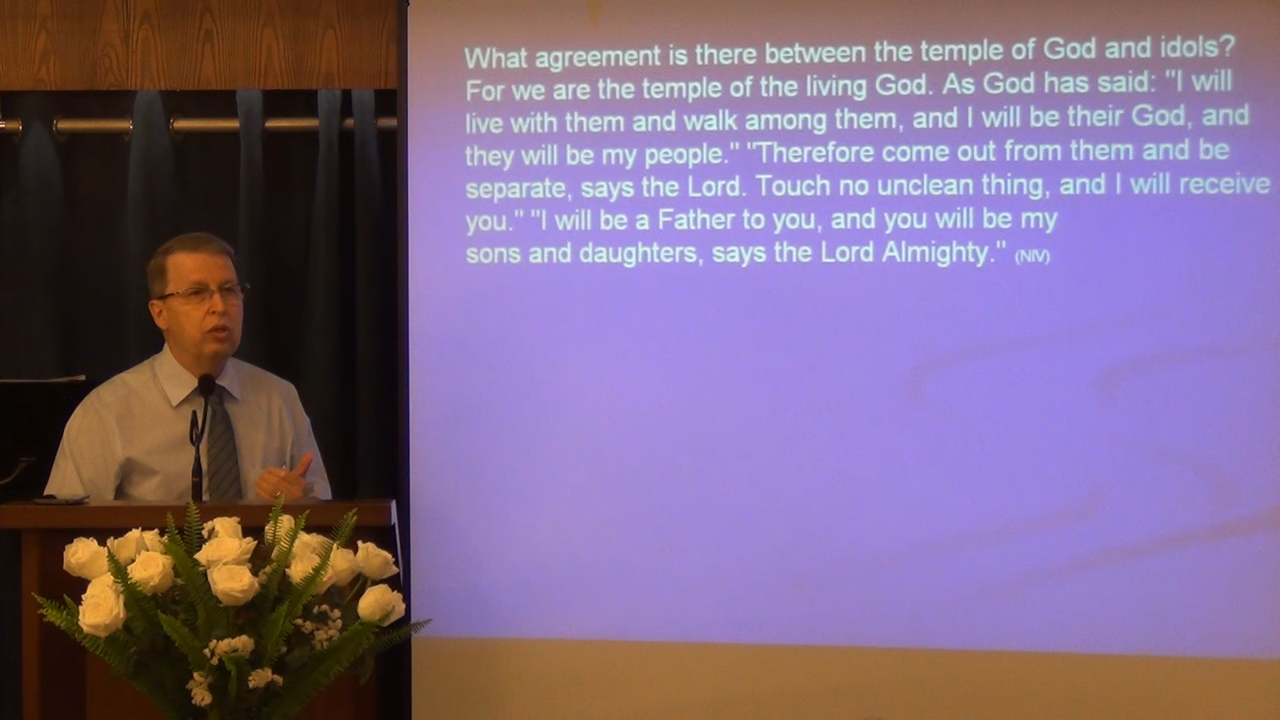 What agreement is there between the temple of God and idols?
For we are the temple of the living God. As God has said: "I will
live with them and walk among them, and I will be their God, and
they will be my people." "Therefore come out from them and be
separate, says the Lord. Touch no unclean thing, and I will receive
you." "I will be a Father to you, and you will be my
sons and daughters, says the Lord Almighty." (NIV)